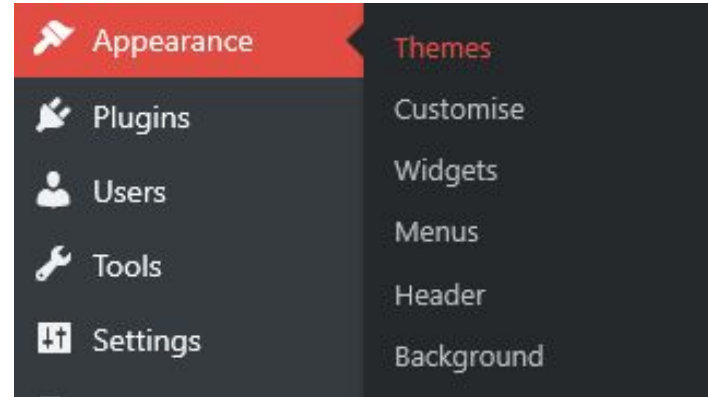 Appearance
Plugins
Users
Tools
Settings
Themes
Customise
Widgets
Menus
Header
Background